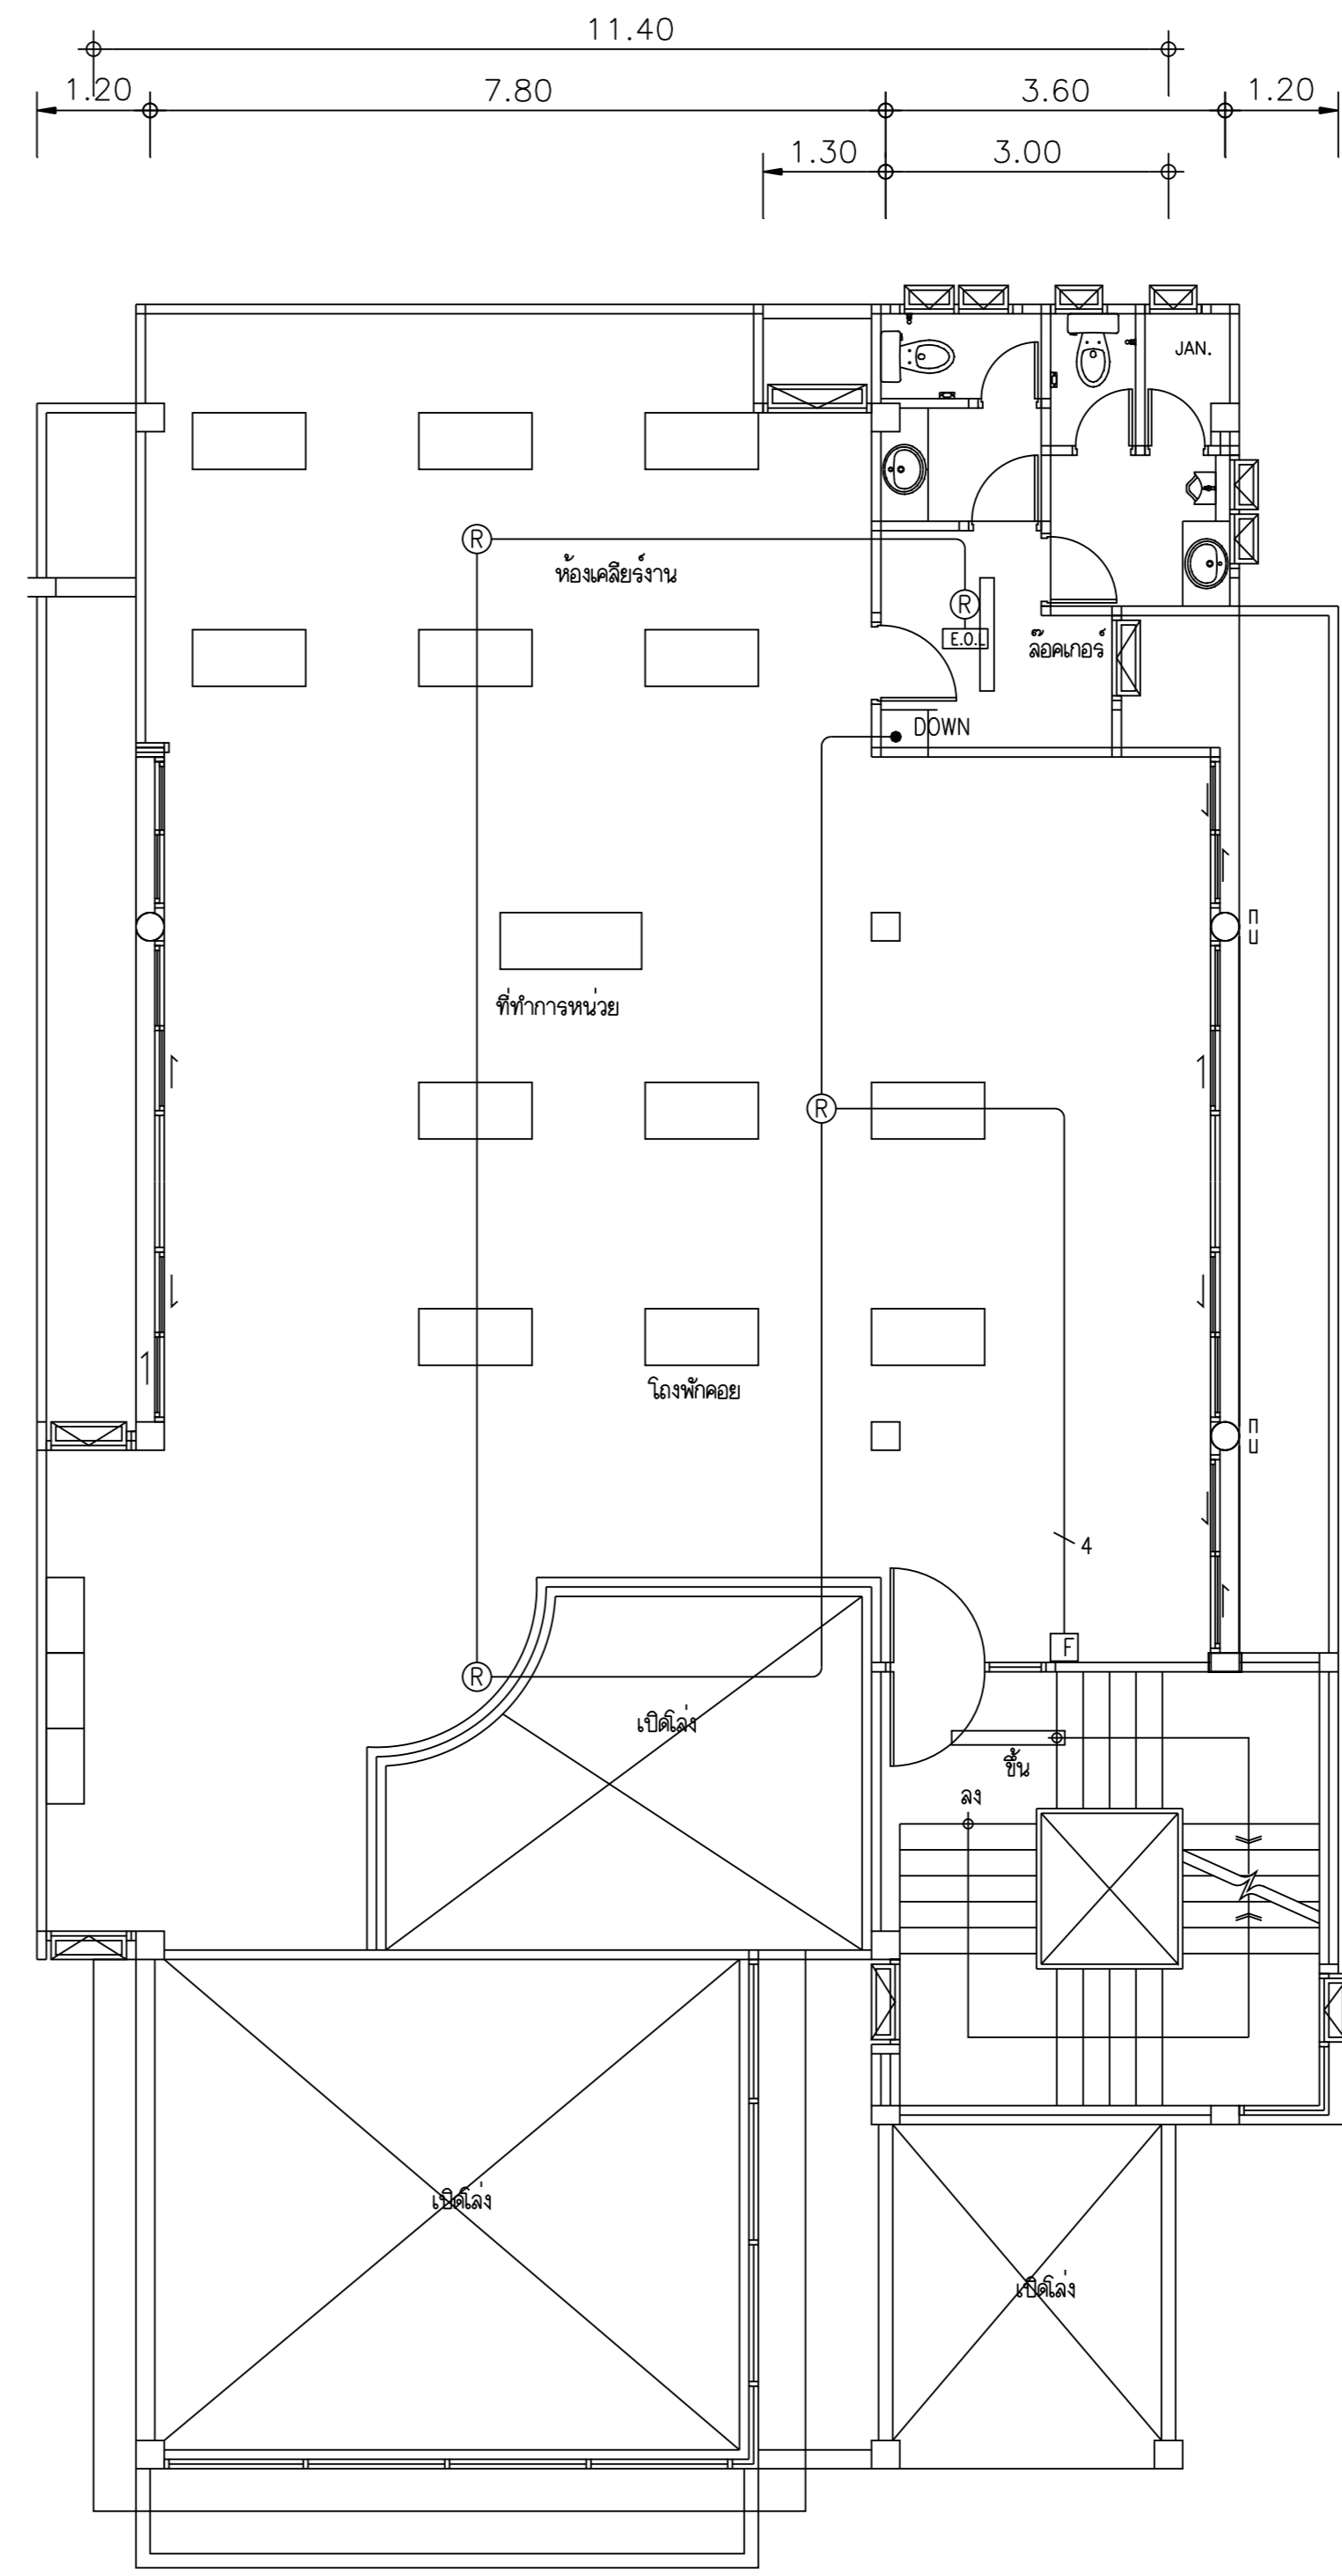 11.40
1.20 7.80 3.60 1.20
1.30 3.00
JAN.
R
ห้องเคลียร์งาน
R
E.O.L
ล๊อคเกอร์
DOWN
ที่ทำการหน่วย
R
โถงพักคอย
4
F
R
เปิดโล่ง
ขึ้น
ลง
เปิดโล่ง
เปิดโล่ง